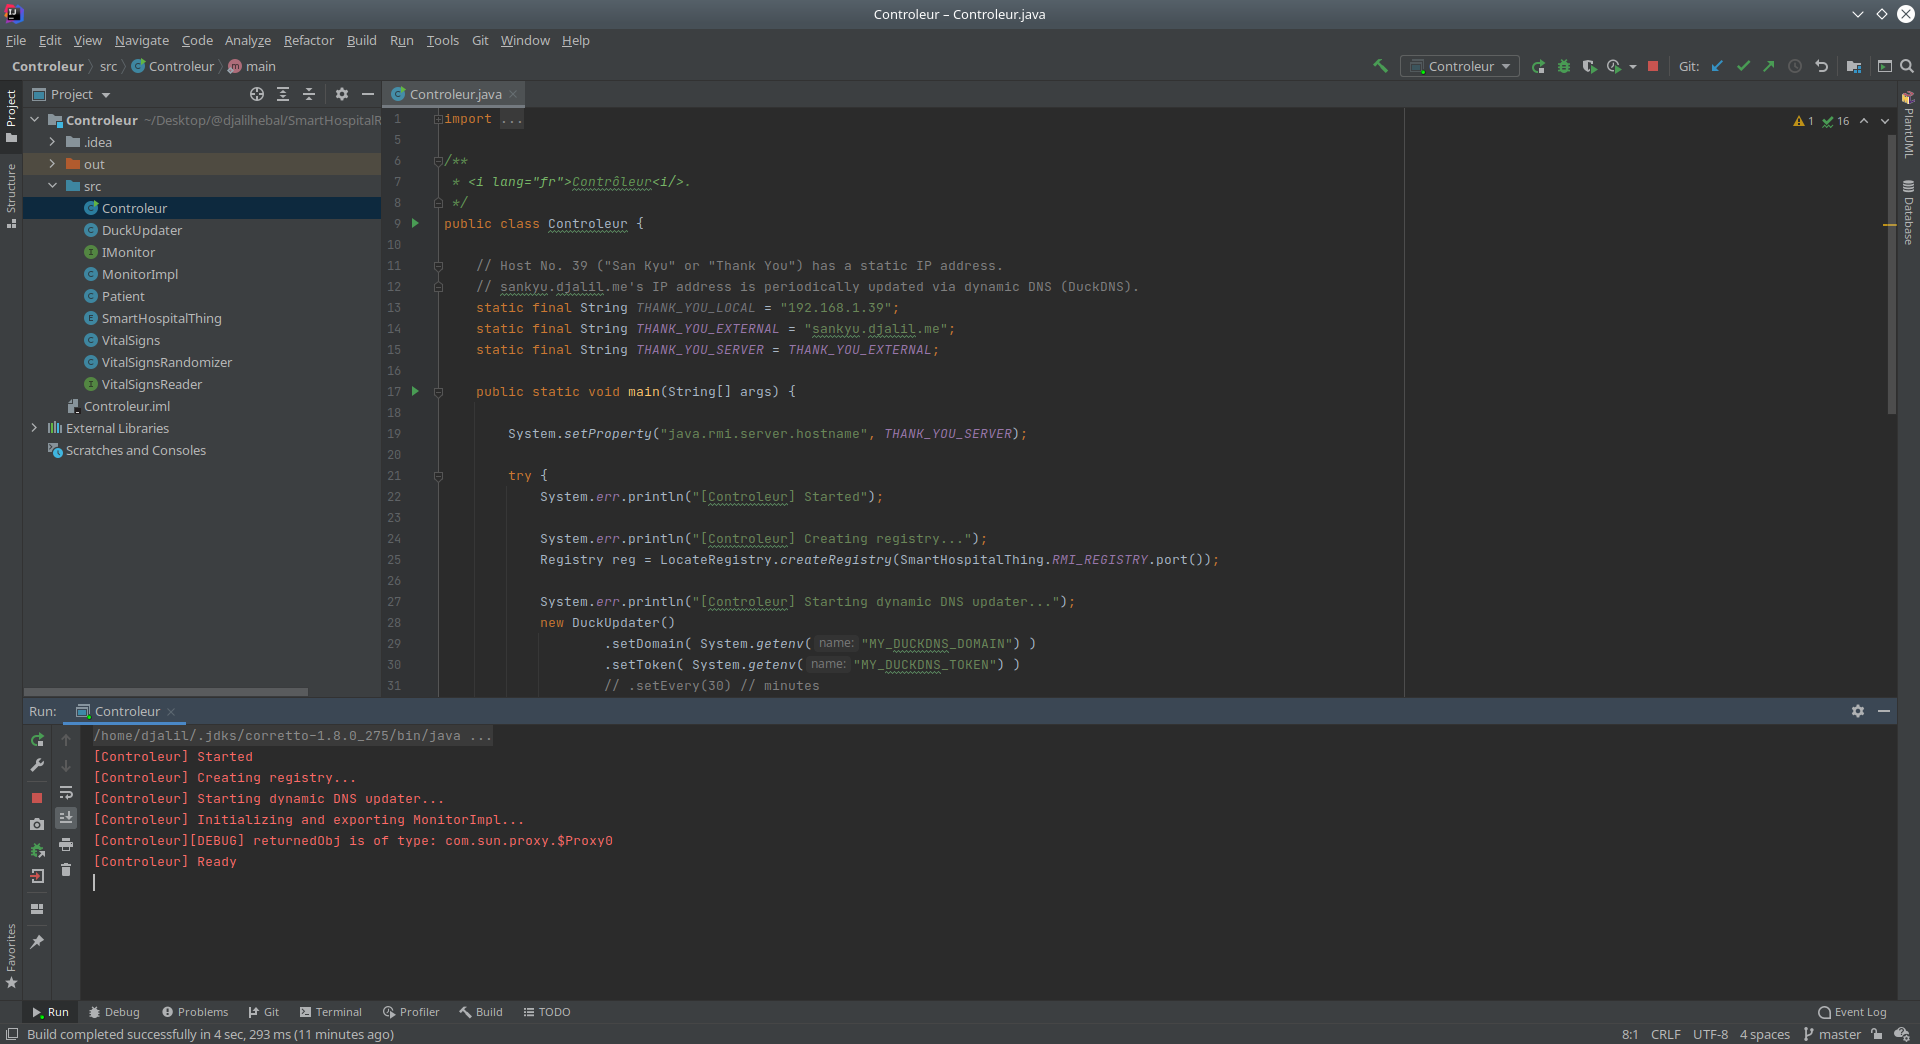 Controleur – Controleur.java
File Edit View Navigate Code Analyze Refactor Build Run Tools Git Window Help
Controleur src Controleur main
Controleur Git:
Project
Controleur.java
Project
Structure
Favorites
PlantUML
Database
Controleur ~/Desktop/@djalilhebal/SmartHospitalR
.idea
out
src
Controleur
DuckUpdater
IMonitor
MonitorImpl
Patient
SmartHospitalThing
VitalSigns
VitalSignsRandomizer
VitalSignsReader
Controleur.iml
External Libraries
Scratches and Consoles
1 16
1 import ...
5
6 /**
7 * <i lang="fr">Contrôleur<i/>.
8 */
9 public class Controleur {
10
11 // Host No. 39 ("San Kyu" or "Thank You") has a static IP address.
12 // sankyu.djalil.me's IP address is periodically updated via dynamic DNS (DuckDNS).
13 static final String THANK_YOU_LOCAL = "192.168.1.39";
14 static final String THANK_YOU_EXTERNAL = "sankyu.djalil.me";
15 static final String THANK_YOU_SERVER = THANK_YOU_EXTERNAL;
16
17 public static void main(String[] args) {
18
19 System.setProperty("java.rmi.server.hostname", THANK_YOU_SERVER);
20
21 try {
22 System.err.println("[Controleur] Started");
23
24 System.err.println("[Controleur] Creating registry...");
25 Registry reg = LocateRegistry.createRegistry(SmartHospitalThing.RMI_REGISTRY.port());
26
27 System.err.println("[Controleur] Starting dynamic DNS updater...");
28 new DuckUpdater()
29 .setDomain( System.getenv( name: "MY_DUCKDNS_DOMAIN") )
30 .setToken( System.getenv( name: "MY_DUCKDNS_TOKEN") )
31 // .setEvery(30) // minutes
Run: Controleur
/home/djalil/.jdks/corretto-1.8.0_275/bin/java ...
[Controleur] Started
[Controleur] Creating registry...
[Controleur] Starting dynamic DNS updater...
[Controleur] Initializing and exporting MonitorImpl...
[Controleur][DEBUG] returnedObj is of type: com.sun.proxy.$Proxy0
[Controleur] Ready
Run Debug Problems Git Terminal Profiler Build TODO Event Log
Build completed successfully in 4 sec, 293 ms (11 minutes ago) 8:1 CRLF UTF-8 4 spaces master